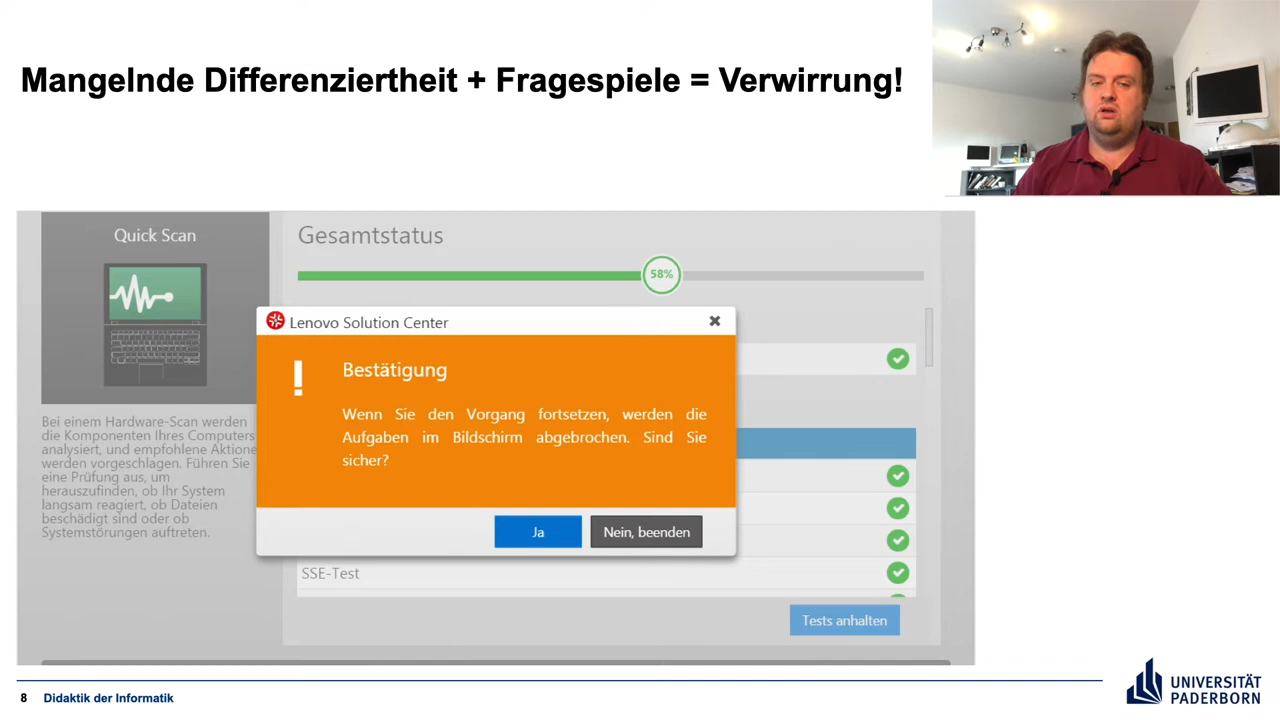 Mangelnde Differenziertheit + Fragespiele = Verwirrung!
Quick Scan
Gesamtstatus
58%
Lenovo Solution Center
Bestätigung
Wenn Sie den Vorgang fortsetzen, werden die
Aufgaben im Bildschirm abgebrochen. Sind Sie
sicher?
Ja
Nein, beenden
Bei einem Hardware-Scan werden
die Komponenten Ihres Computers
analysiert, und empfohlene Aktione
werden vorgeschlagen. Führen Sie
eine Prüfung aus, um
herauszufinden, ob Ihr System
langsam reagiert, ob Dateien
beschädigt sind oder ob
Systemstörungen auftreten.
SSE-Test
Tests anhalten
8 Didaktik der Informatik
UNIVERSITÄT
PADERBORN